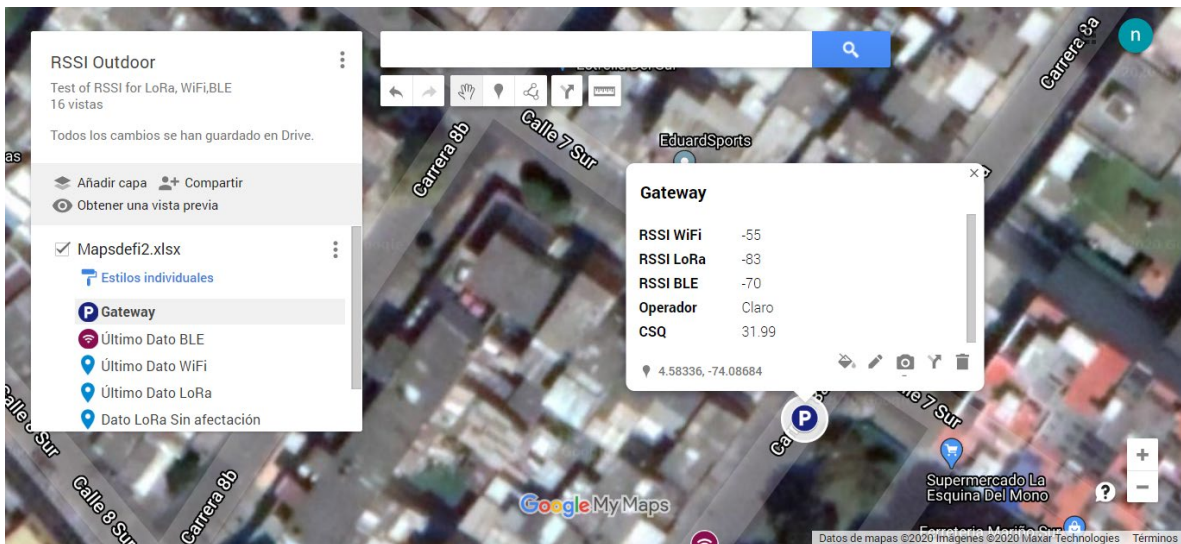 RSSI Outdoor
Test of RSSI for LoRa, WiFi,BLE
16 vistas
Todos los cambios se han guardado en Drive.
Añadir capa
Compartir
Obtener una vista previa
Mapsdefi2.xlsx
Estilos individuales
P Gateway
Último Dato BLE
Último Dato WiFi
Último Dato LoRa
Dato LoRa Sin afectación
n
Carrera 8a
Carrera 8b
Calle 7 Sur
EduardSports
Gateway
RSSI WiFi -55
RSSI LoRa -83
RSSI BLE -70
Operador Claro
CSQ 31.99
4.58336, -74.08684
P
Supermercado La
Esquina Del Mono
Calle 8 Sur
Carrera 8b
Google My Maps
Datos de mapas ©2020 Imágenes ©2020 Maxar Technologies Términos